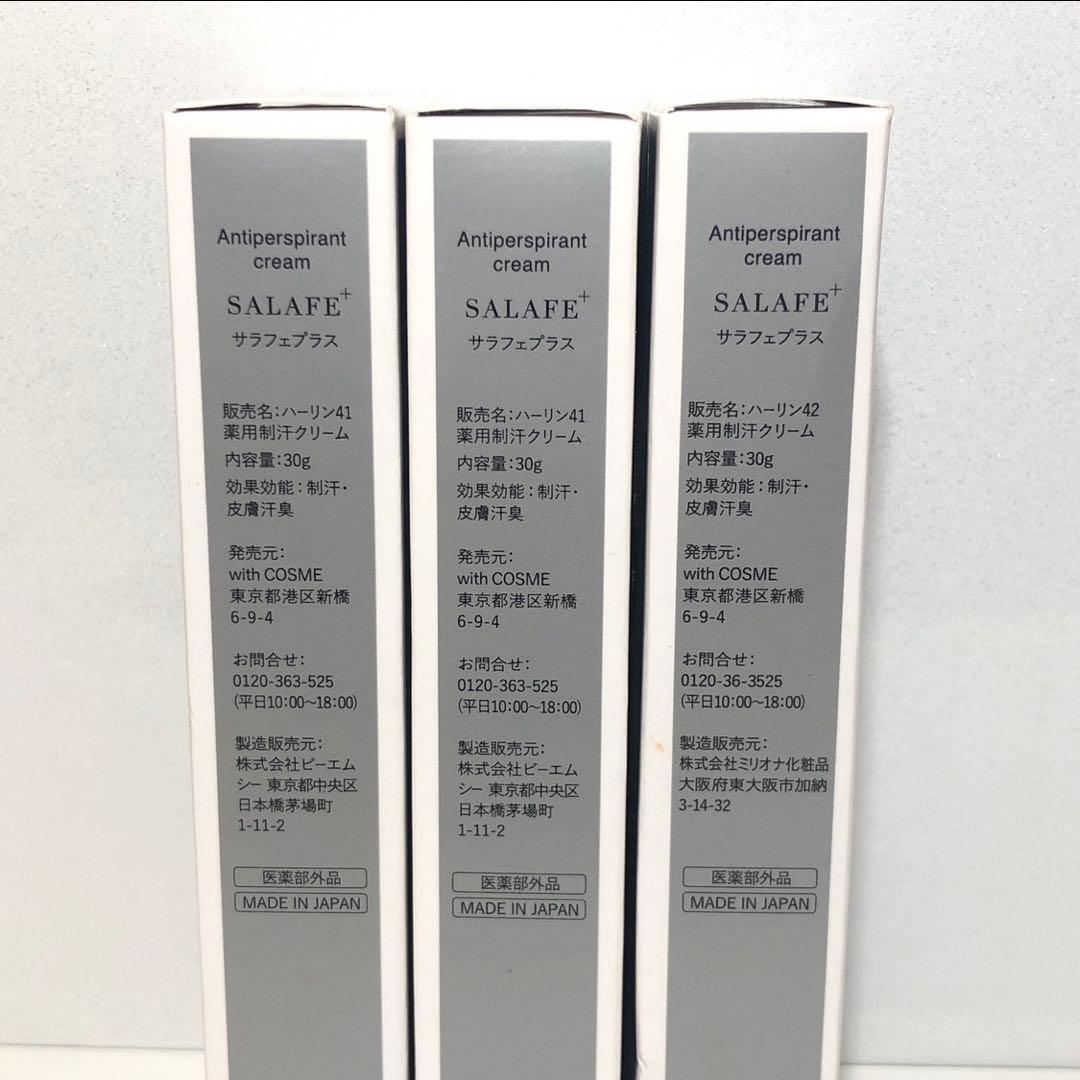 Antiperspirant
cream
SALAFE+
サラフェプラス
販売名：ハーリン41
薬用制汗クリーム
内容量：30g
効果効能：制汗・
皮膚汗臭
発売元：
with COSME
東京都港区新橋
6-9-4
お問合せ：
0120-363-525
(平日10：00〜18：00)
製造販売元：
株式会社ピーエム
シー 東京都中央区
日本橋茅場町
1-11-2
医薬部外品
MADE IN JAPAN
Antiperspirant
cream
SALAFE+
サラフェプラス
販売名：ハーリン41
薬用制汗クリーム
内容量：30g
効果効能：制汗・
皮膚汗臭
発売元：
with COSME
東京都港区新橋
6-9-4
お問合せ：
0120-363-525
(平日10：00〜18：00)
製造販売元：
株式会社ピーエム
シー 東京都中央区
日本橋茅場町
1-11-2
医薬部外品
MADE IN JAPAN
Antiperspirant
cream
SALAFE+
サラフェプラス
販売名：ハーリン42
薬用制汗クリーム
内容量：30g
効果効能：制汗・
皮膚汗臭
発売元：
with COSME
東京都港区新橋
6-9-4
お問合せ：
0120-36-3525
(平日10：00〜18：00)
製造販売元：
株式会社ミリオナ化粧品
大阪府東大阪市加納
3-14-32
医薬部外品
MADE IN JAPAN